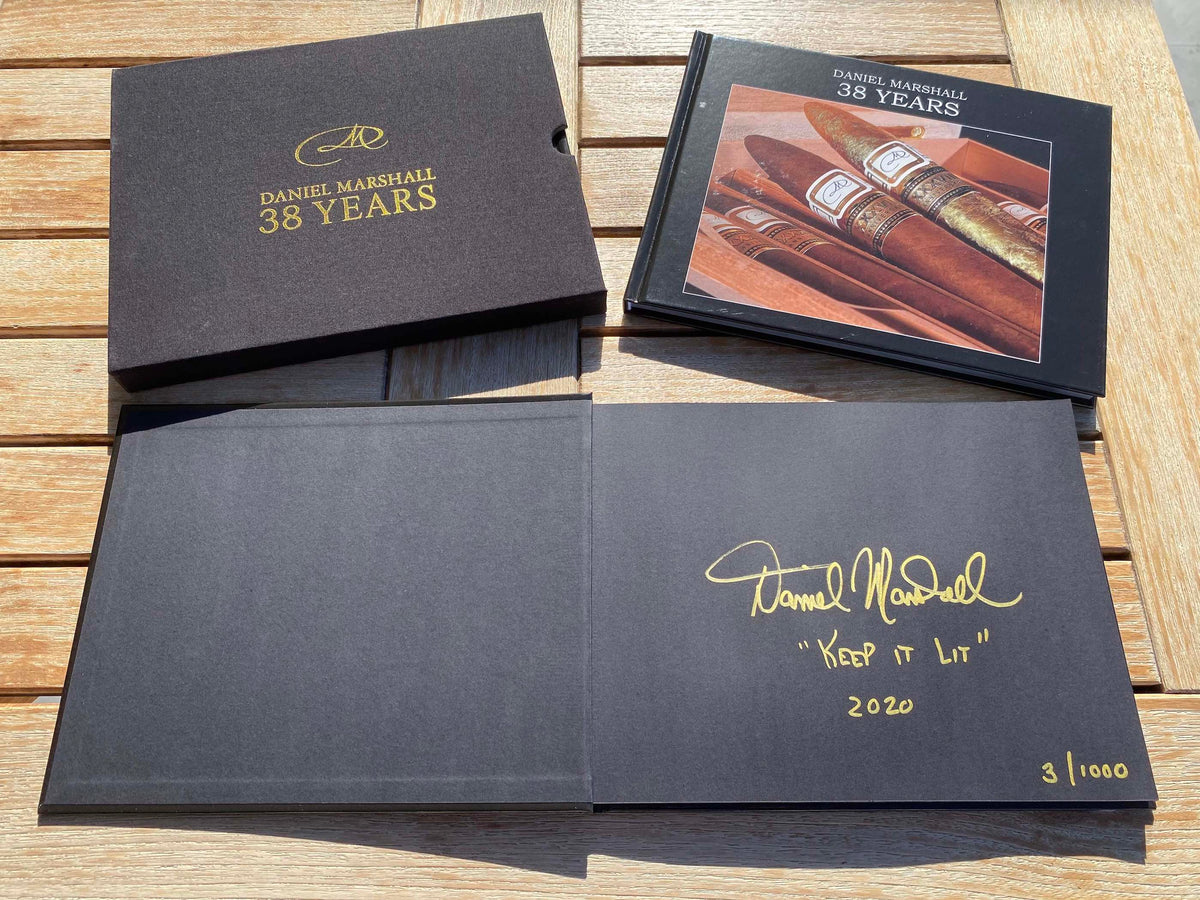 DANIEL MARSHALL
38 YEARS
DANIEL MARSHALL
38 YEARS
Daniel Marshall
"KEEP IT LIT"
2020
3/1000